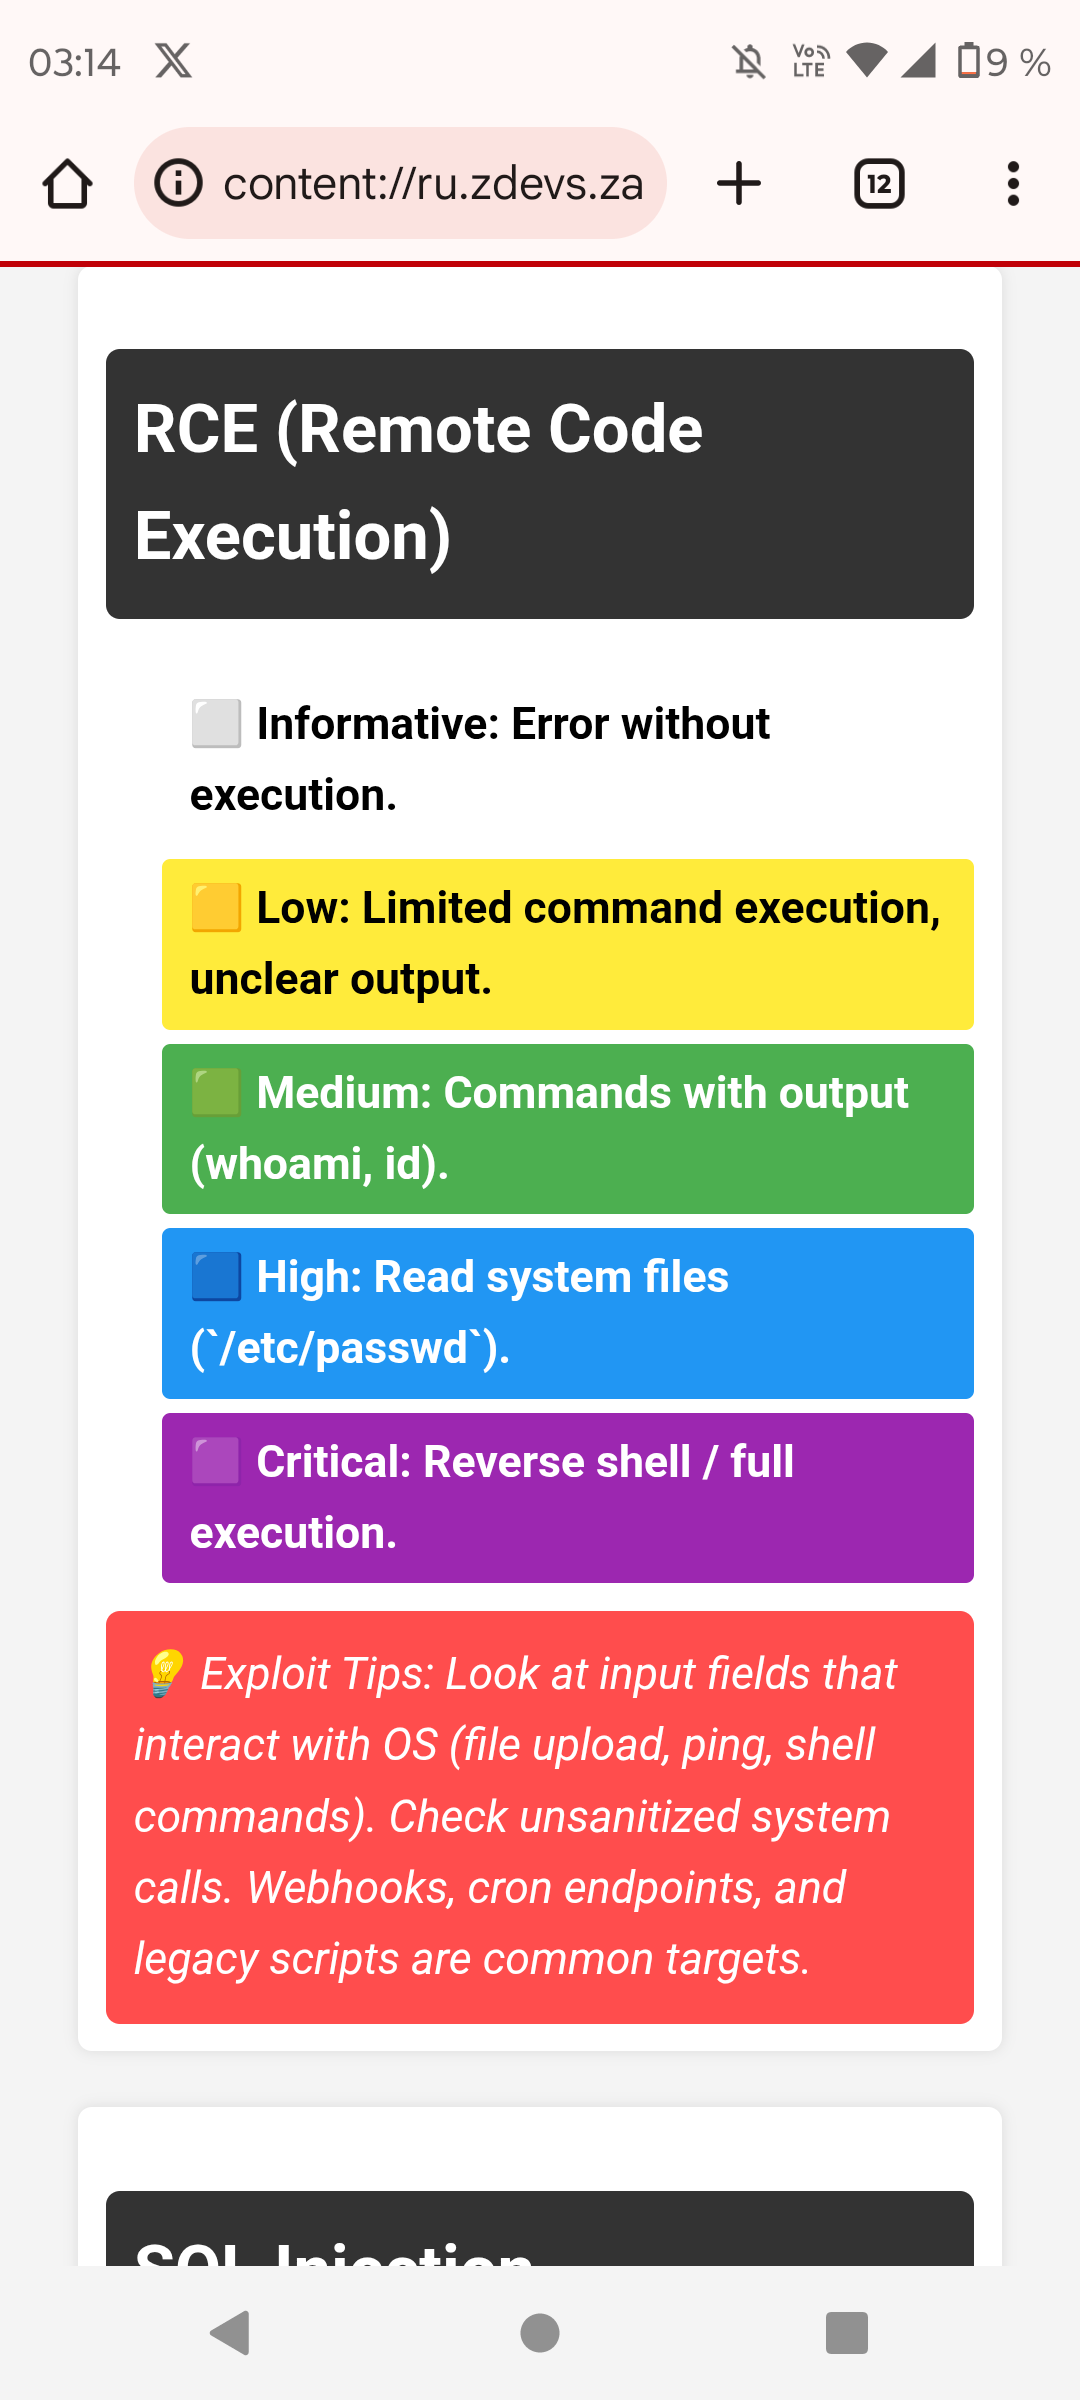 03:14
Vo LTE
9 %
content://ru.zdevs.za
12
RCE (Remote Code
Execution)
Informative: Error without
execution.
Low: Limited command execution,
unclear output.
Medium: Commands with output
(whoami, id).
High: Read system files
(`/etc/passwd`).
Critical: Reverse shell / full
execution.
Exploit Tips: Look at input fields that
interact with OS (file upload, ping, shell
commands). Check unsanitized system
calls. Webhooks, cron endpoints, and
legacy scripts are common targets.
SQL Injection